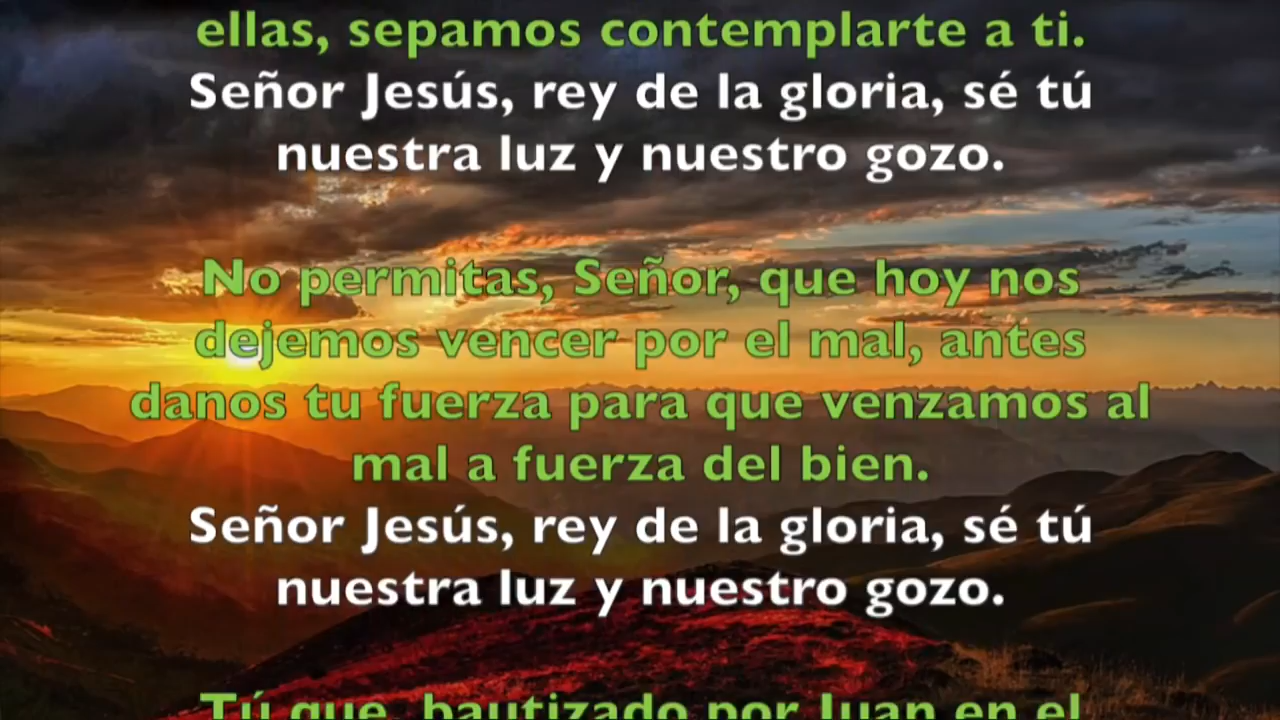 ellas, sepamos contemplarte a ti.
Señor Jesús, rey de la gloria, sé tú
nuestra luz y nuestro gozo.
No permitas, Señor, que hoy nos
dejemos vencer por el mal, antes
danos tu fuerza para que venzamos al
mal a fuerza del bien.
Señor Jesús, rey de la gloria, sé tú
nuestra luz y nuestro gozo.
Tú que, bautizado por Juan en el